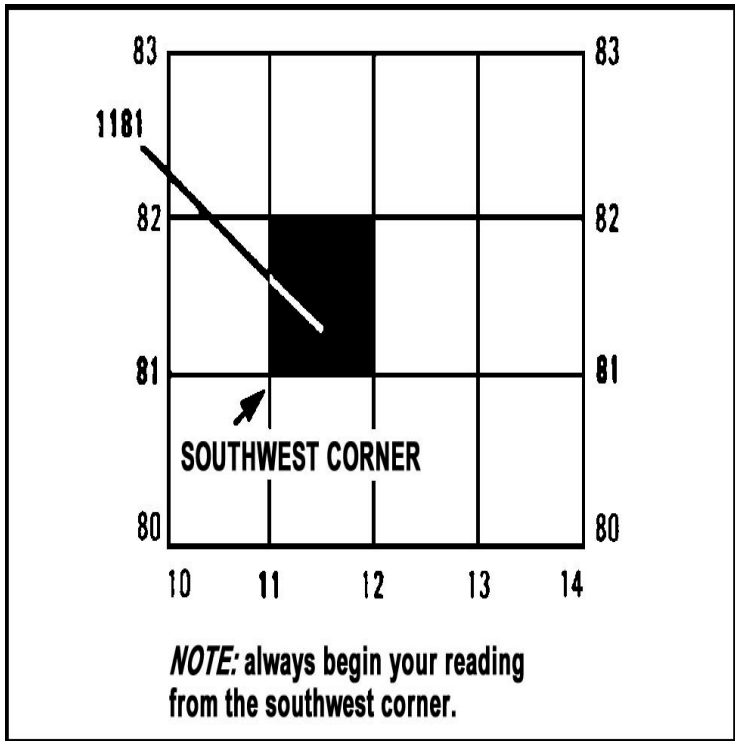 83 83
1181
82 82
81 81
SOUTHWEST CORNER
80 80
10 11 12 13 14
NOTE: always begin your reading
from the southwest corner.